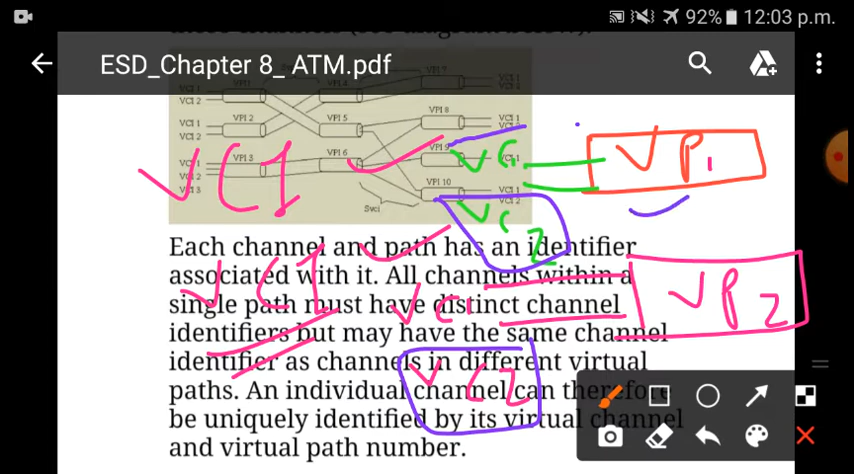 92% 12:03 p.m.
ESD_Chapter 8_ ATM.pdf
VPI 7
VCI 1
VCI 1
VCI 2
VPI 2
VPI 5
VPI 8
VCI 1
VCI 1
VCI 2
VPI 3
VPI 6
VPI 9
VPI 10
VCI 1
VCI 2
Svci
VC1
VC1
VP1
VC2
Each channel and path has an identifier
associated with it. All channels within a
single path must have distinct channel
identifiers but may have the same channel
identifier as channels in different virtual
paths. An individual channel can therefore
be uniquely identified by its virtual channel
and virtual path number.
VCI
VC1
VP2
VC2